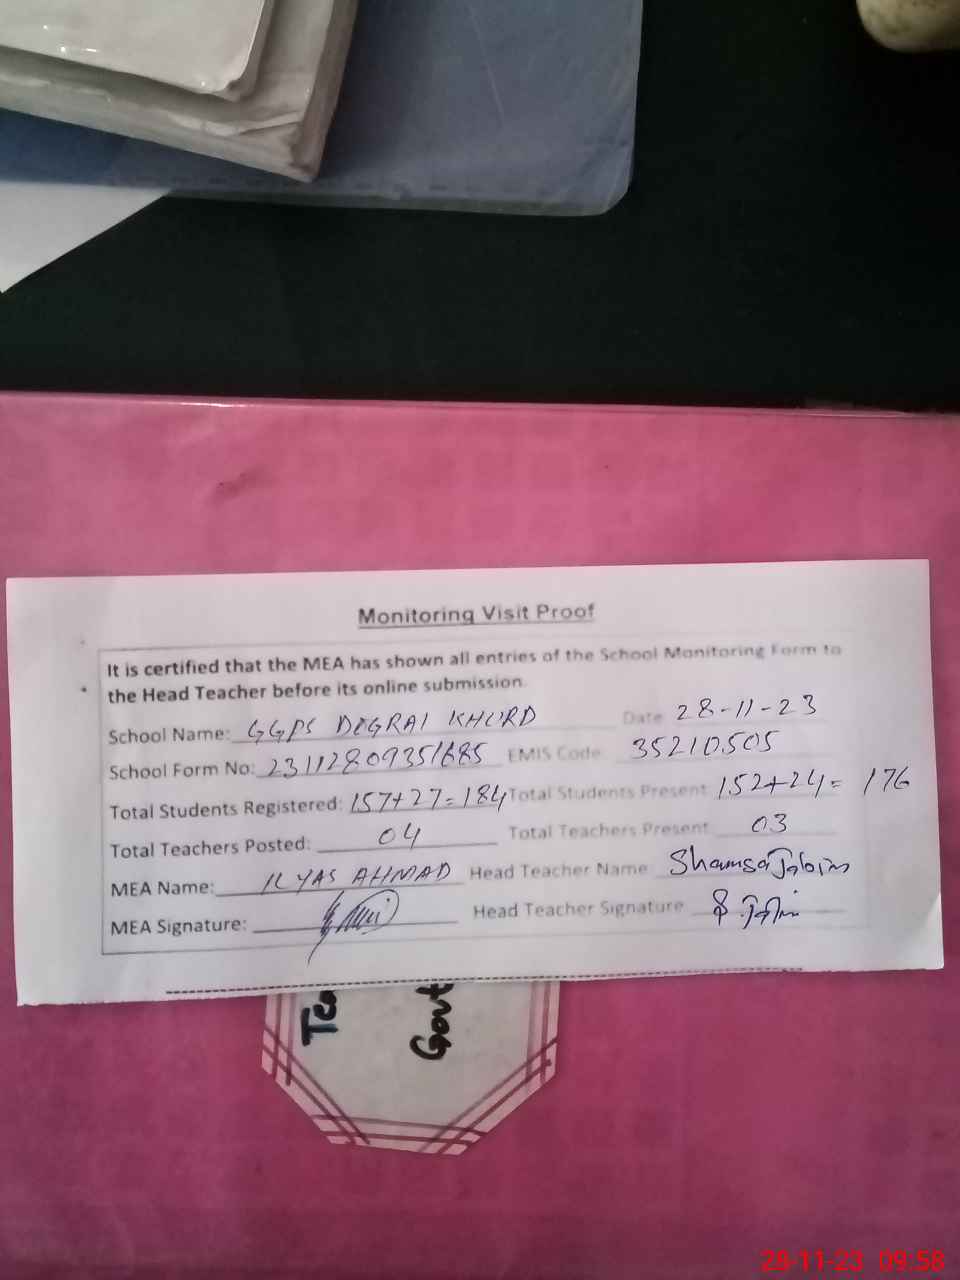 Monitoring Visit Proof
It is certified that the MEA has shown all entries of the School Monitoring Form to
the Head Teacher before its online submission.
School Name: GGPS DEGRAI KHURD Date 28-11-23
School Form No: 23112809351685 EMIS Code: 35210505
Total Students Registered: 157+27=184 Total Students Present: 152+24= 176
Total Teachers Posted: 04 Total Teachers Present 03
MEA Name: ILYAS AHMAD Head Teacher Name Shamsa Jabim
MEA Signature: Head Teacher Signature
Tea
Govt
28-11-23 09:58